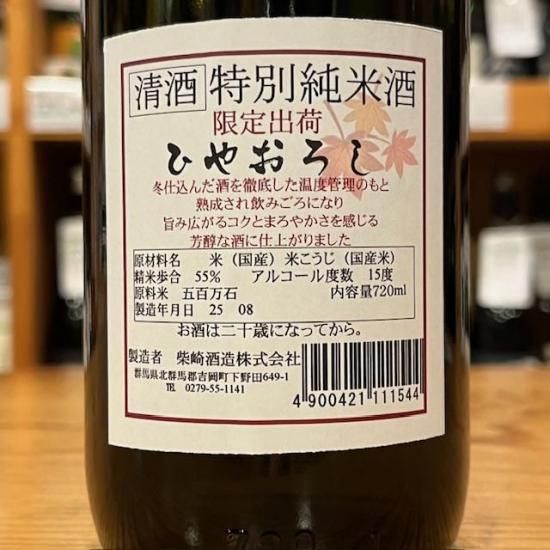 清酒 特別純米酒
限定出荷
ひやおろし
冬仕込んだ酒を徹底した温度管理のもと
熟成され飲みごろになり
旨み広がるコクとまろやかさを感じる
芳醇な酒に仕上がりました
原材料名 米（国産）米こうじ（国産米）
精米歩合 55% アルコール度数 15度
原料米 五百万石 内容量720ml
製造年月日 25 08
お酒は二十歳になってから。
製造者 柴崎酒造株式会社
群馬県北群馬郡吉岡町下野田649-1
TEL 0279-55-1141
4 900421 111544